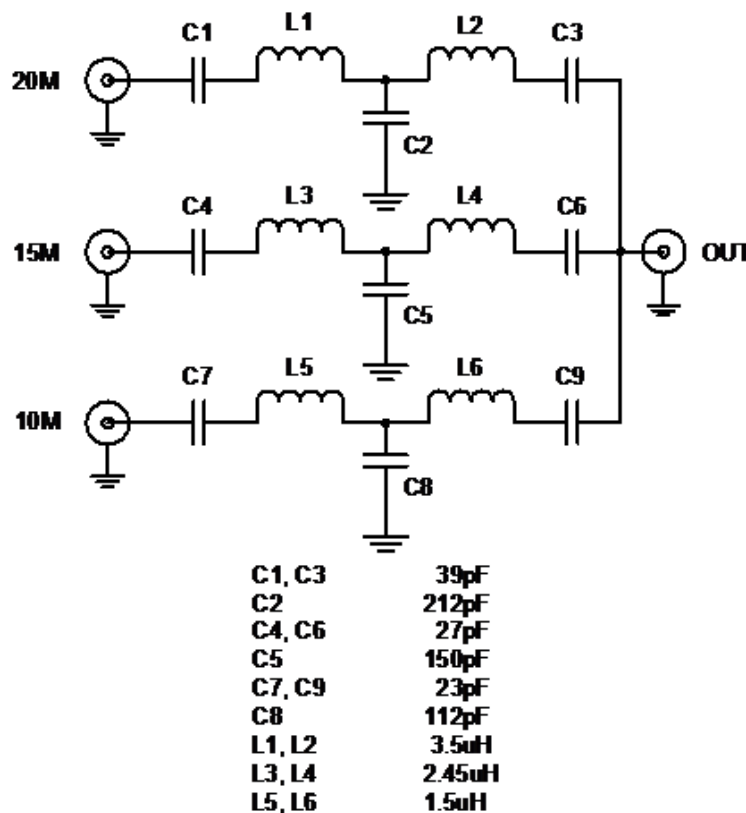 C1 L1 L2 C3
20M
C2
C4 L3 L4 C6
15M OUT
C5
C7 L5 L6 C9
10M
C8
C1, C3 39pF
C2 212pF
C4, C6 27pF
C5 150pF
C7, C9 23pF
C8 112pF
L1, L2 3.5uH
L3, L4 2.45uH
L5, L6 1.5uH